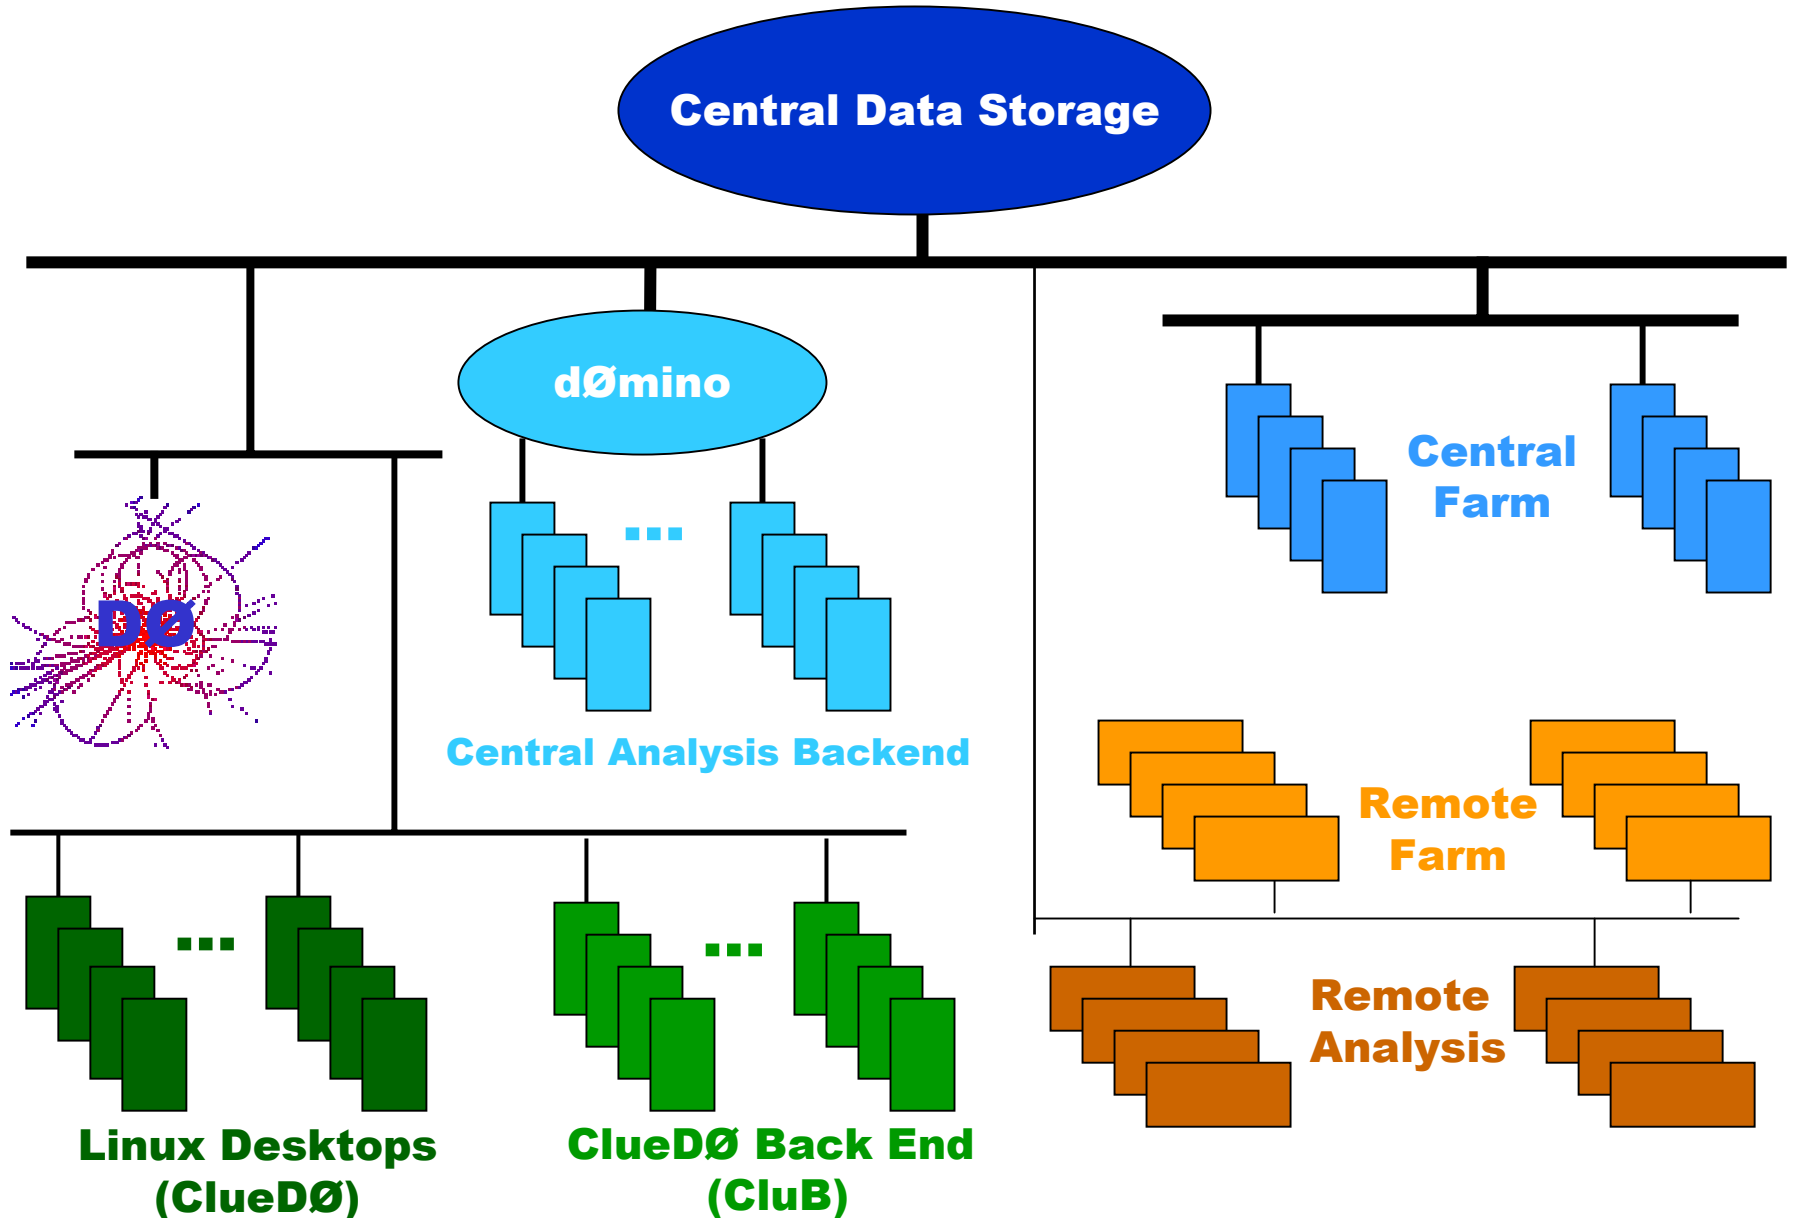 Central Data Storage
dØmino
Central
Farm
DØ
Central Analysis Backend
Remote
Farm
Remote
Analysis
Linux Desktops
(ClueDØ)
ClueDØ Back End
(CluB)